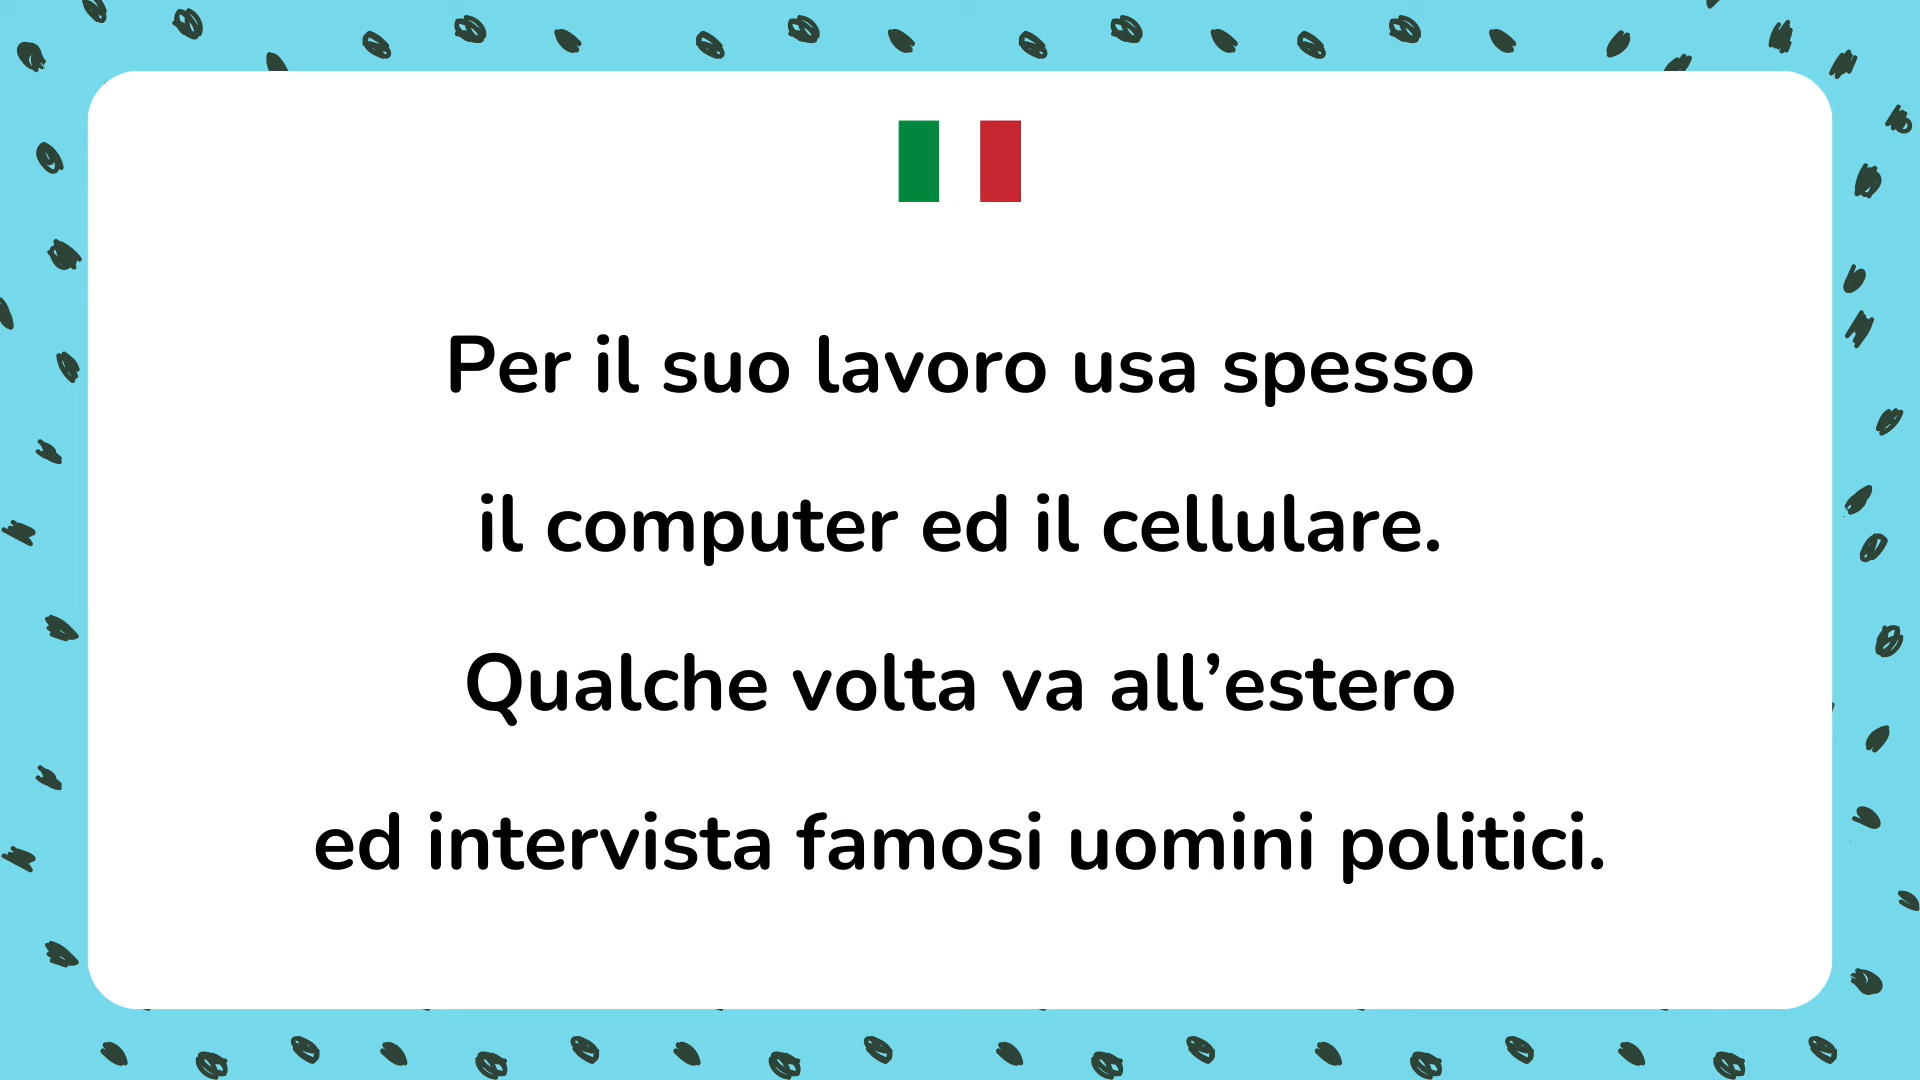 Per il suo lavoro usa spesso
il computer ed il cellulare.
Qualche volta va all’estero
ed intervista famosi uomini politici.